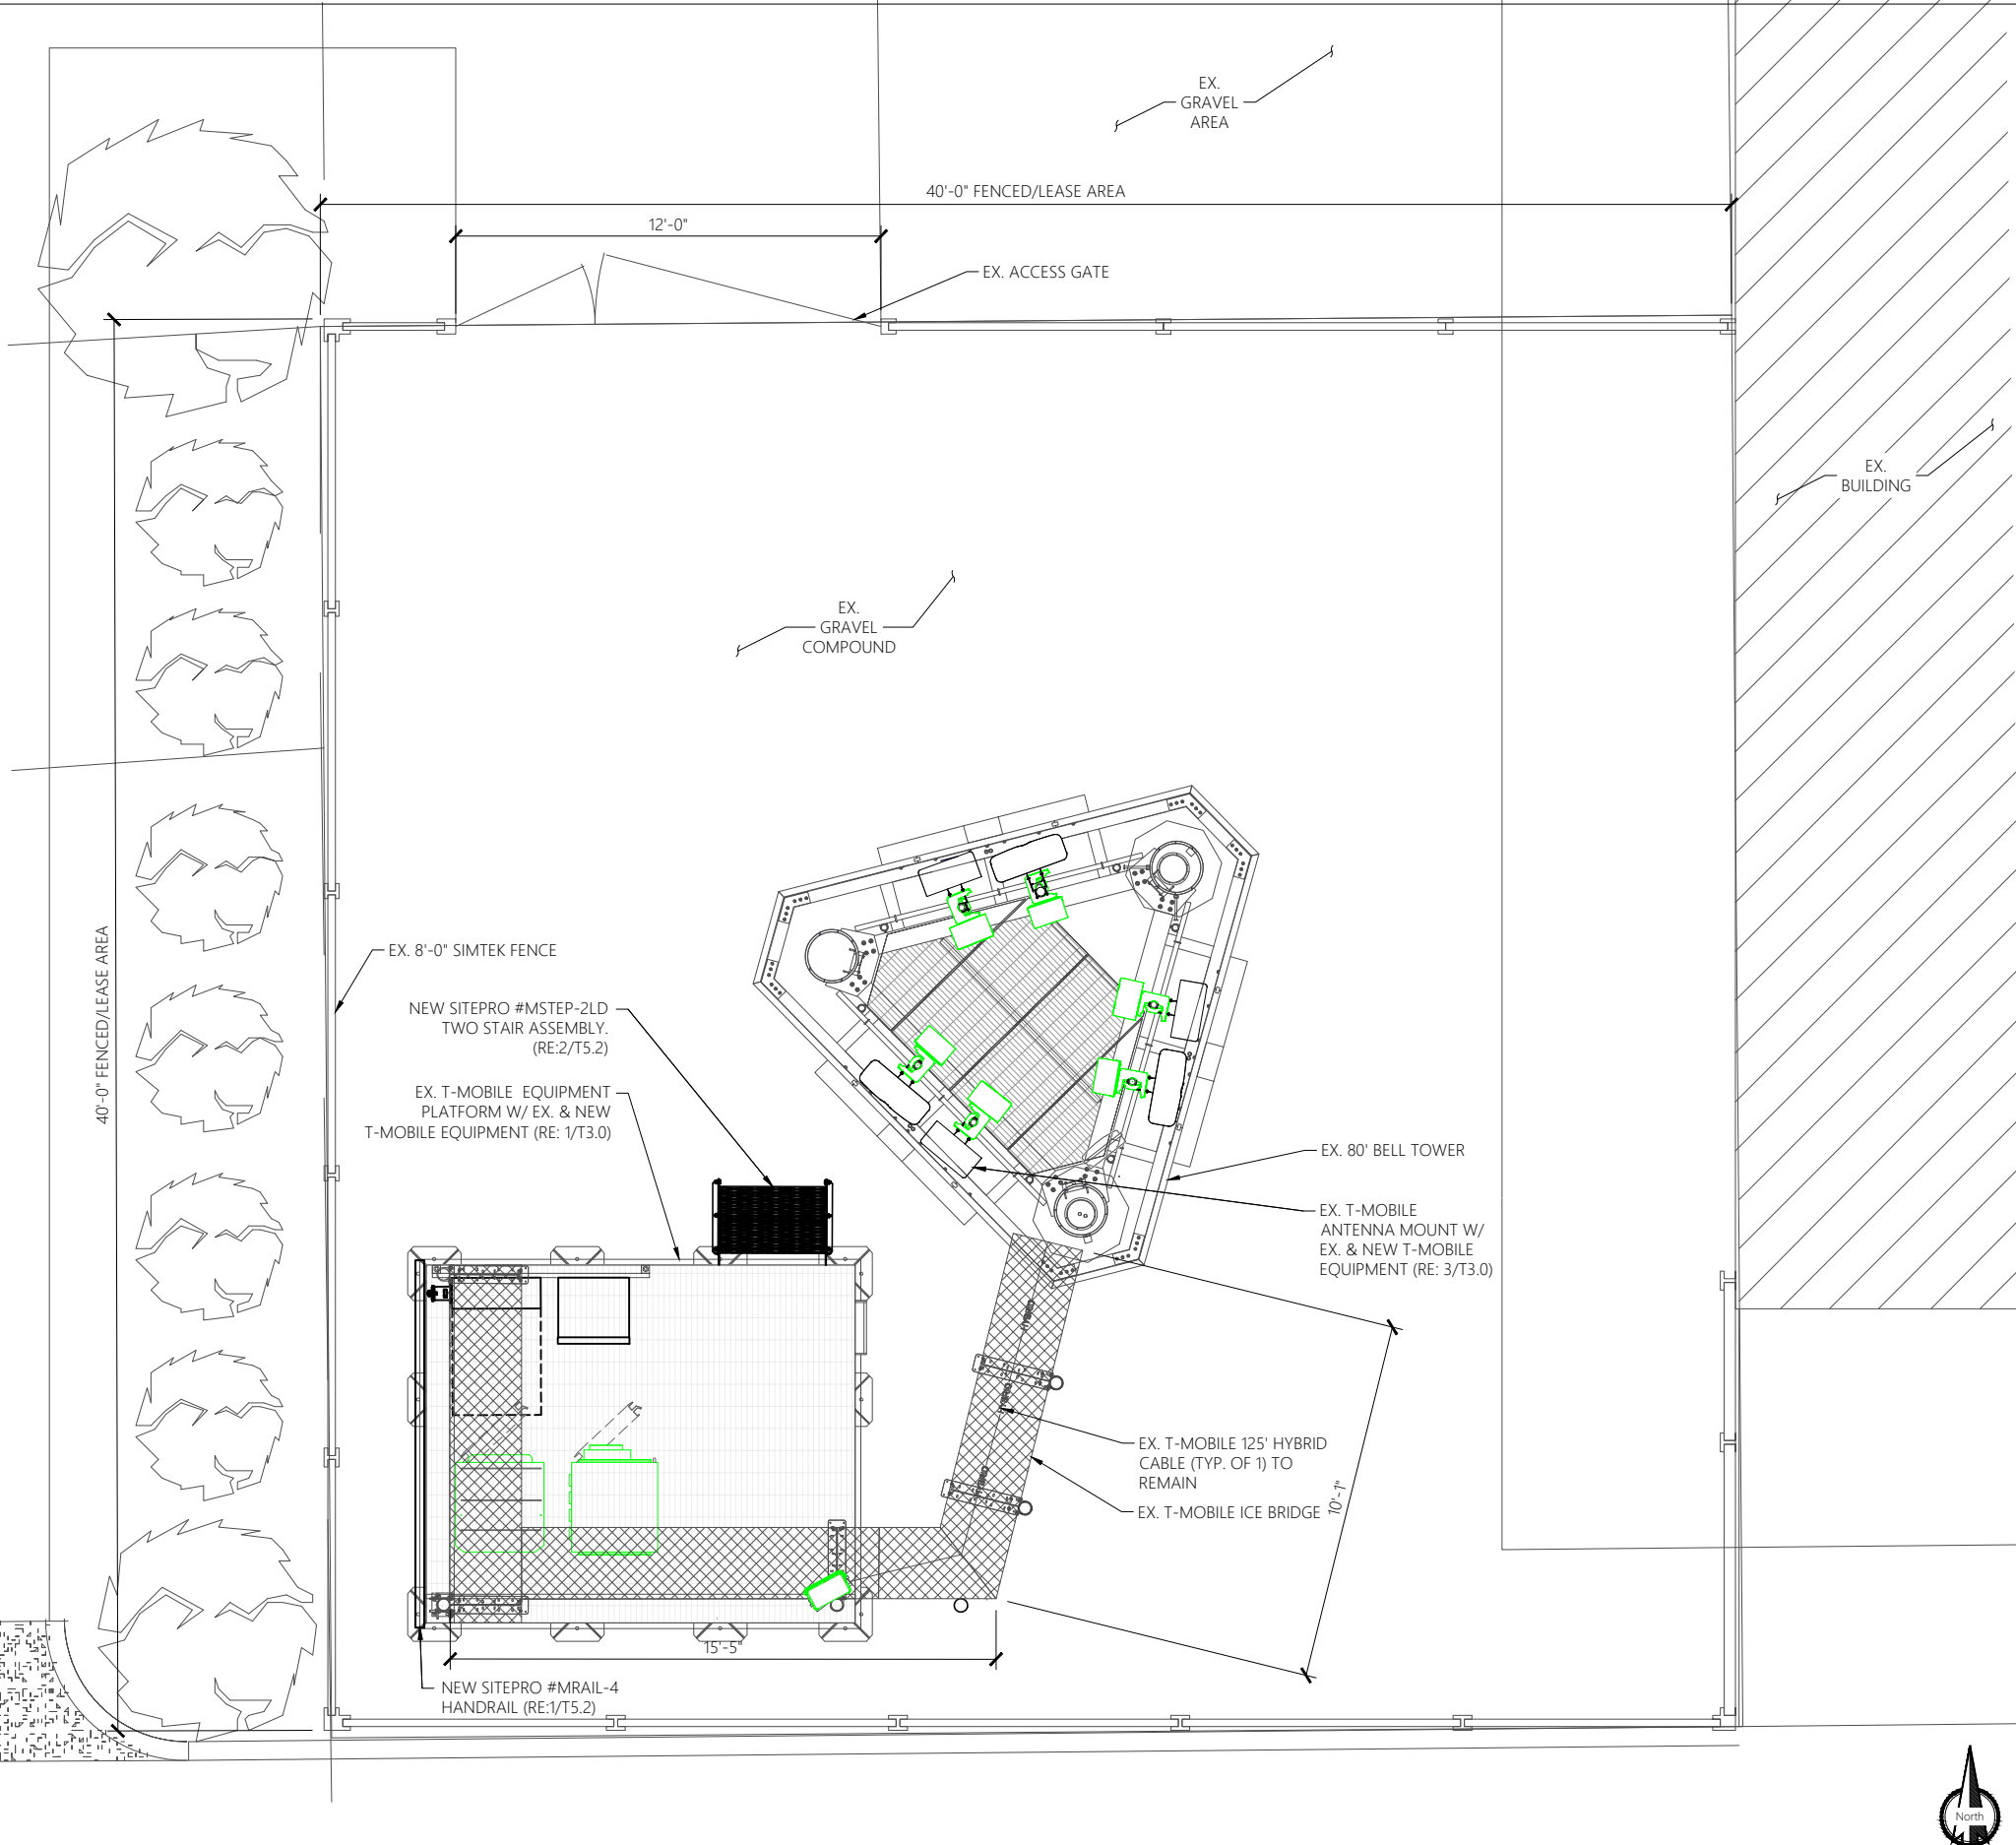 EX.
GRAVEL
AREA
40'-0" FENCED/LEASE AREA
12'-0"
EX. ACCESS GATE
EX.
BUILDING
EX.
GRAVEL
COMPOUND
40'-0" FENCED/LEASE AREA
EX. 8'-0" SIMTEK FENCE
NEW SITEPRO #MSTEP-2LD
TWO STAIR ASSEMBLY.
(RE:2/T5.2)
EX. T-MOBILE EQUIPMENT
PLATFORM W/ EX. & NEW
T-MOBILE EQUIPMENT (RE: 1/T3.0)
EX. 80' BELL TOWER
EX. T-MOBILE
ANTENNA MOUNT W/
EX. & NEW T-MOBILE
EQUIPMENT (RE: 3/T3.0)
HYBRID
HYBRID
HYBRID
EX. T-MOBILE 125' HYBRID
CABLE (TYP. OF 1) TO
REMAIN
EX. T-MOBILE ICE BRIDGE
10'-1"
15'-5"
NEW SITEPRO #MRAIL-4
HANDRAIL (RE:1/T5.2)
North